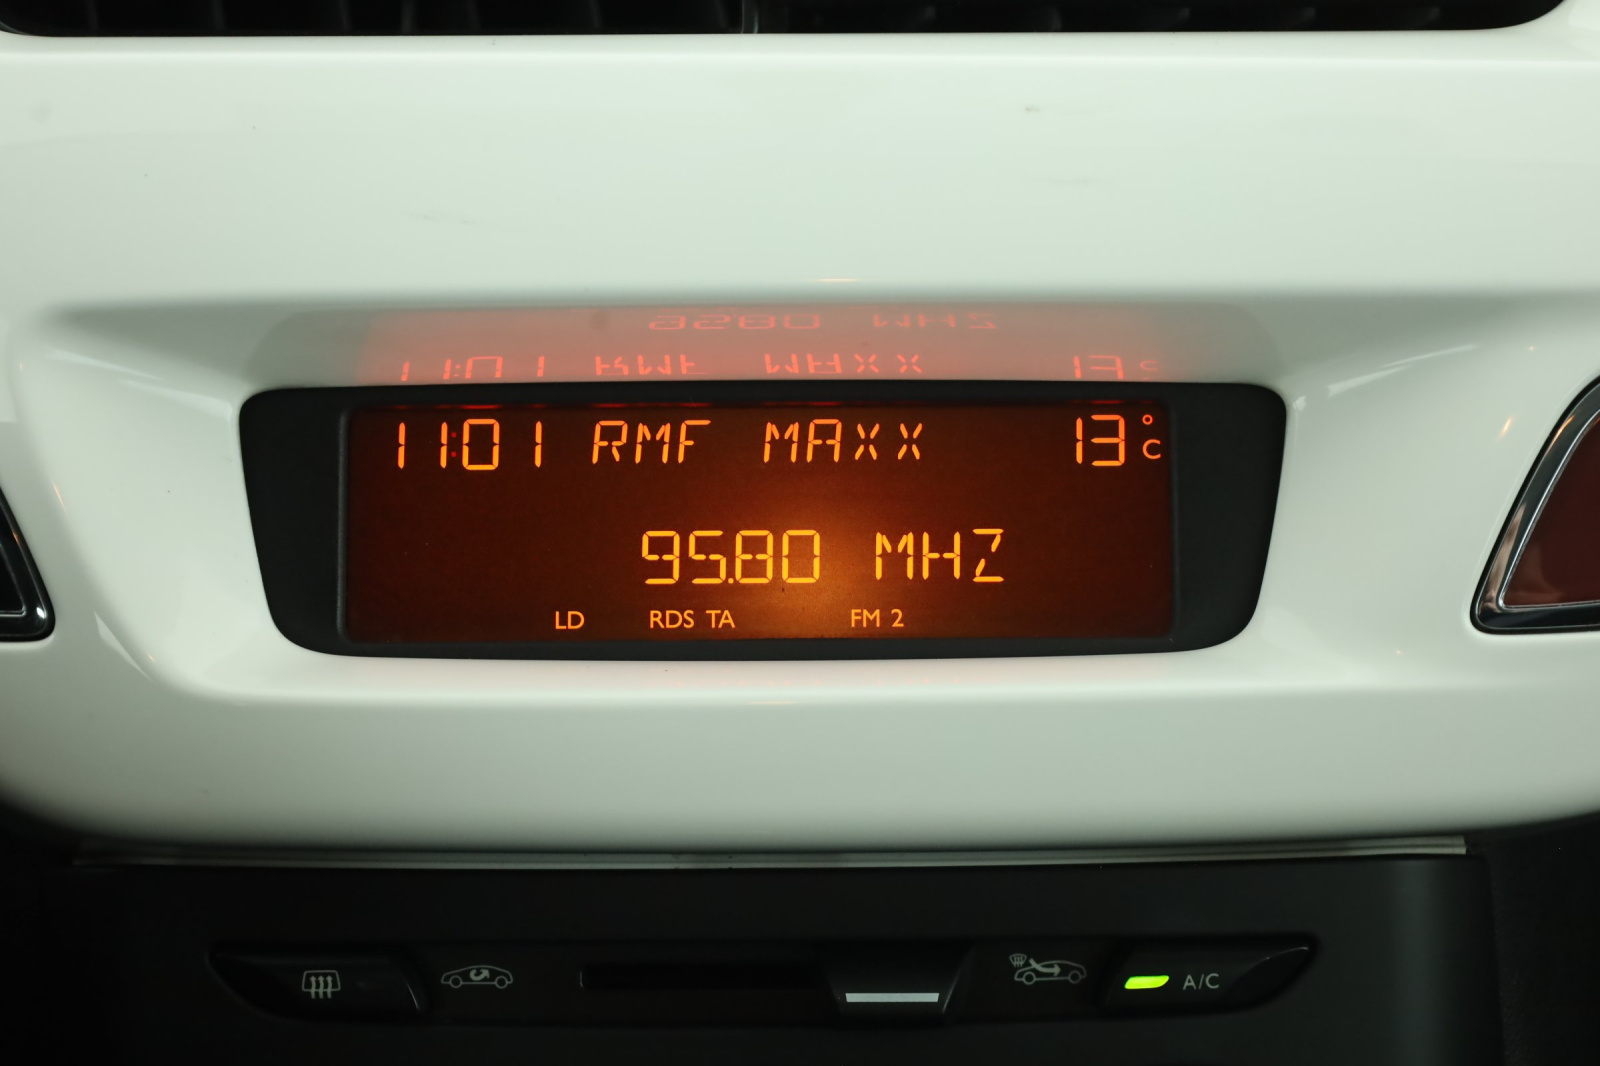 11:01 RMF MAXX 13°C
95.80 MHZ
LD RDS TA FM 2
A/C